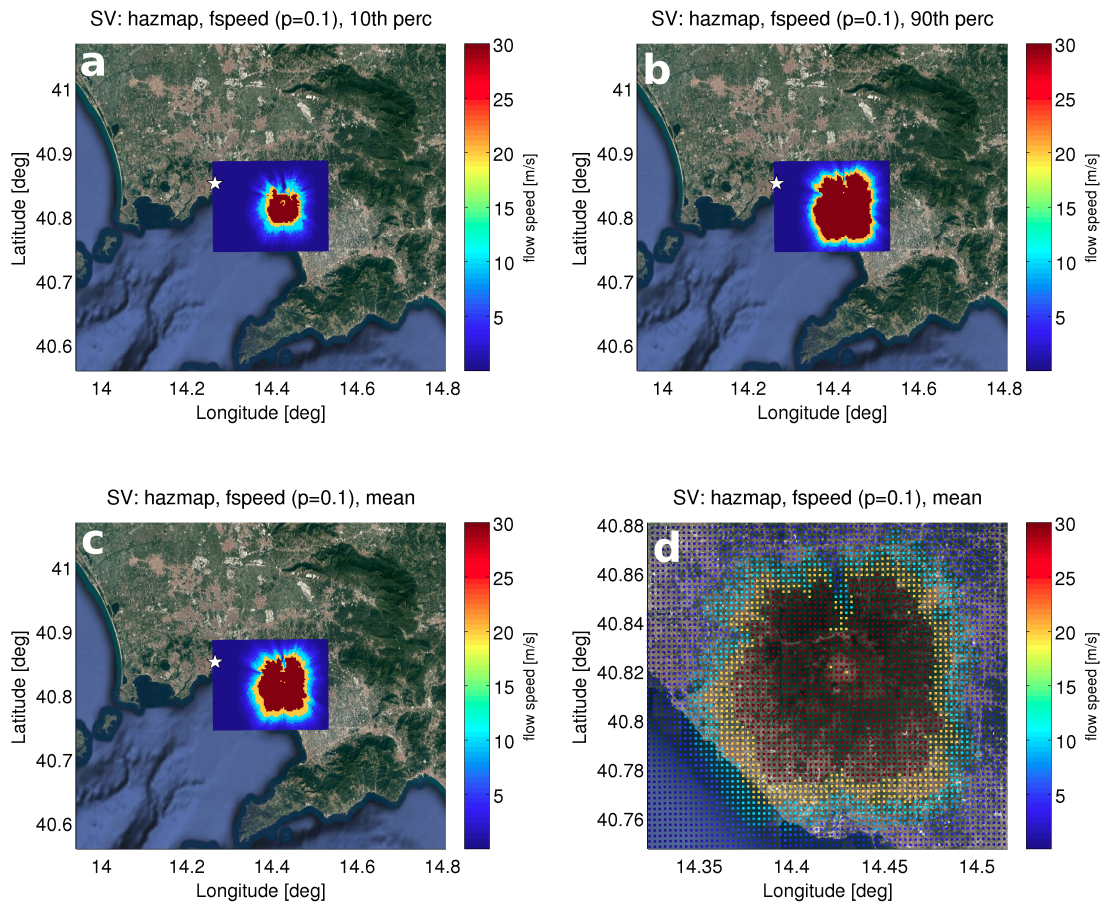 SV: hazmap, fspeed (p=0.1), 10th perc
a
41
40.9
40.8
40.7
40.6
Latitude [deg]
14 14.2 14.4 14.6 14.8
Longitude [deg]
30
25
20
15
10
5
flow speed [m/s]
SV: hazmap, fspeed (p=0.1), 90th perc
b
41
40.9
40.8
40.7
40.6
Latitude [deg]
14 14.2 14.4 14.6 14.8
Longitude [deg]
30
25
20
15
10
5
flow speed [m/s]
SV: hazmap, fspeed (p=0.1), mean
c
41
40.9
40.8
40.7
40.6
Latitude [deg]
14 14.2 14.4 14.6 14.8
Longitude [deg]
30
25
20
15
10
5
flow speed [m/s]
SV: hazmap, fspeed (p=0.1), mean
d
40.88
40.86
40.84
40.82
40.8
40.78
40.76
Latitude [deg]
14.35 14.4 14.45 14.5
Longitude [deg]
30
25
20
15
10
5
flow speed [m/s]